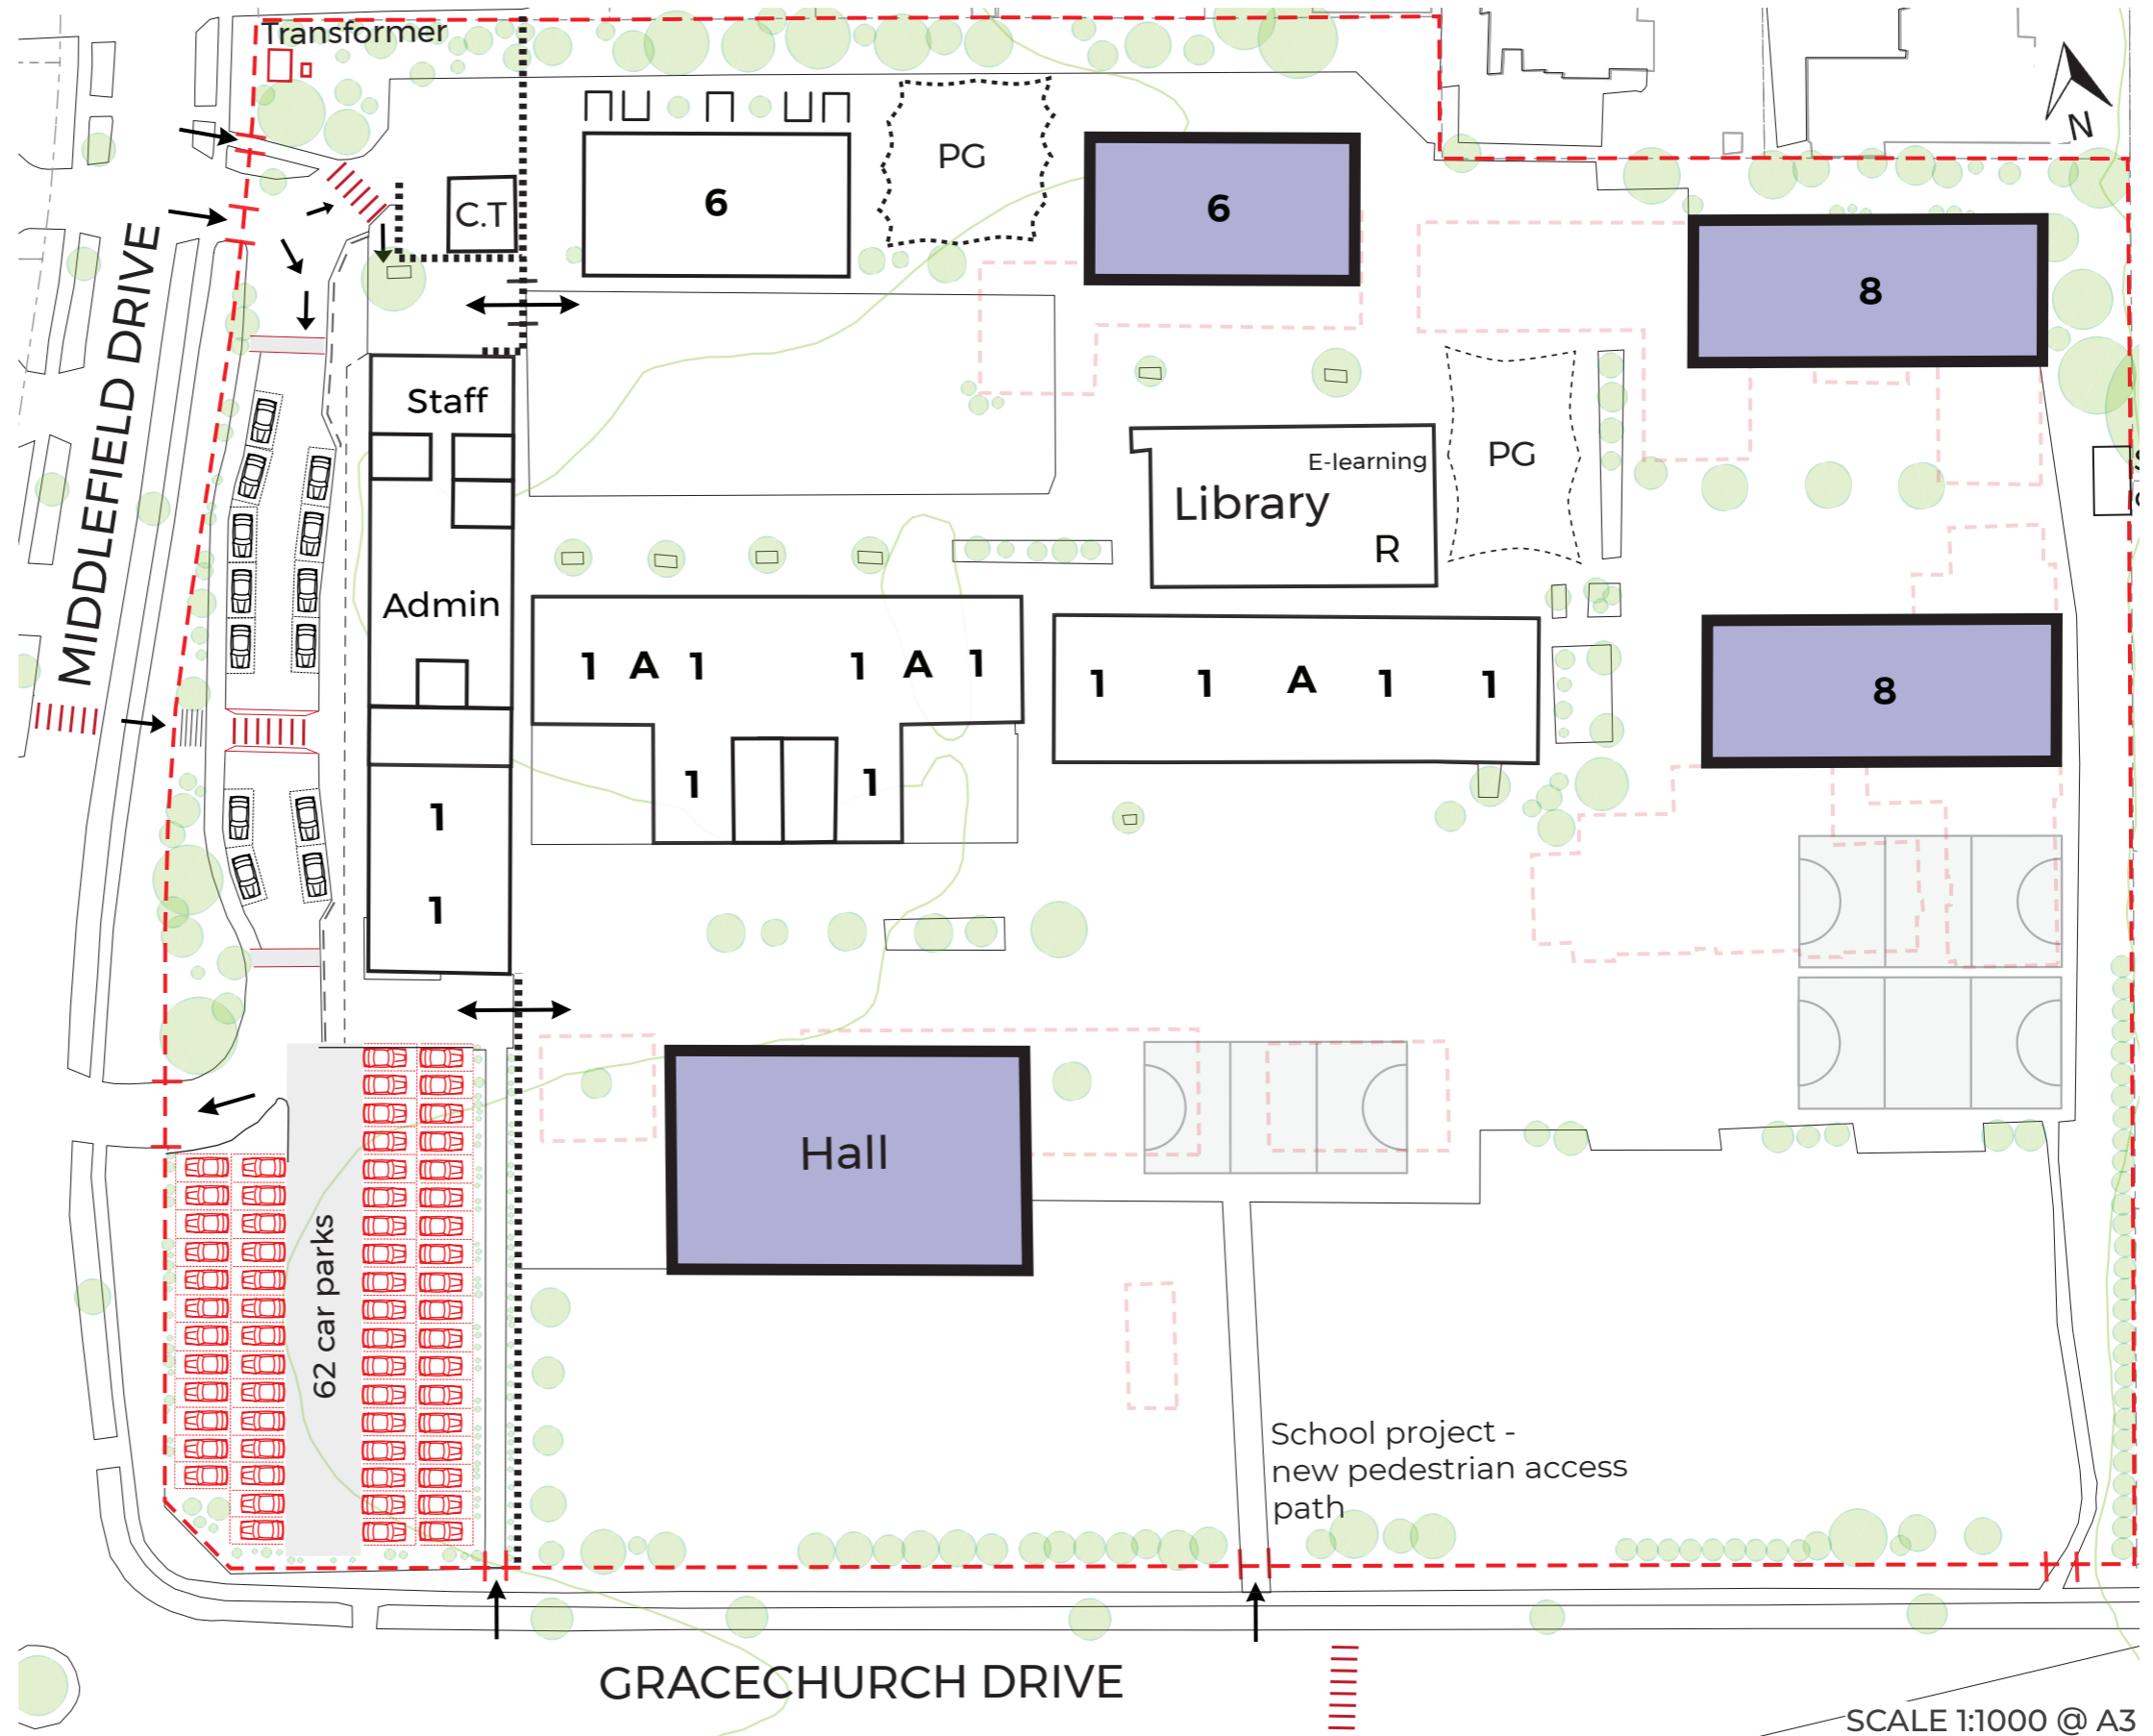 Transformer
N
C.T
6
PG
6
8
MIDDLEFIELD DRIVE
Staff
E-learning
Library
R
PG
Admin
1 A 1 1 A 1
1 1 A 1 1
8
1 1
1
1
Hall
62 car parks
School project -
new pedestrian access
path
GRACECHURCH DRIVE
SCALE 1:1000 @ A3